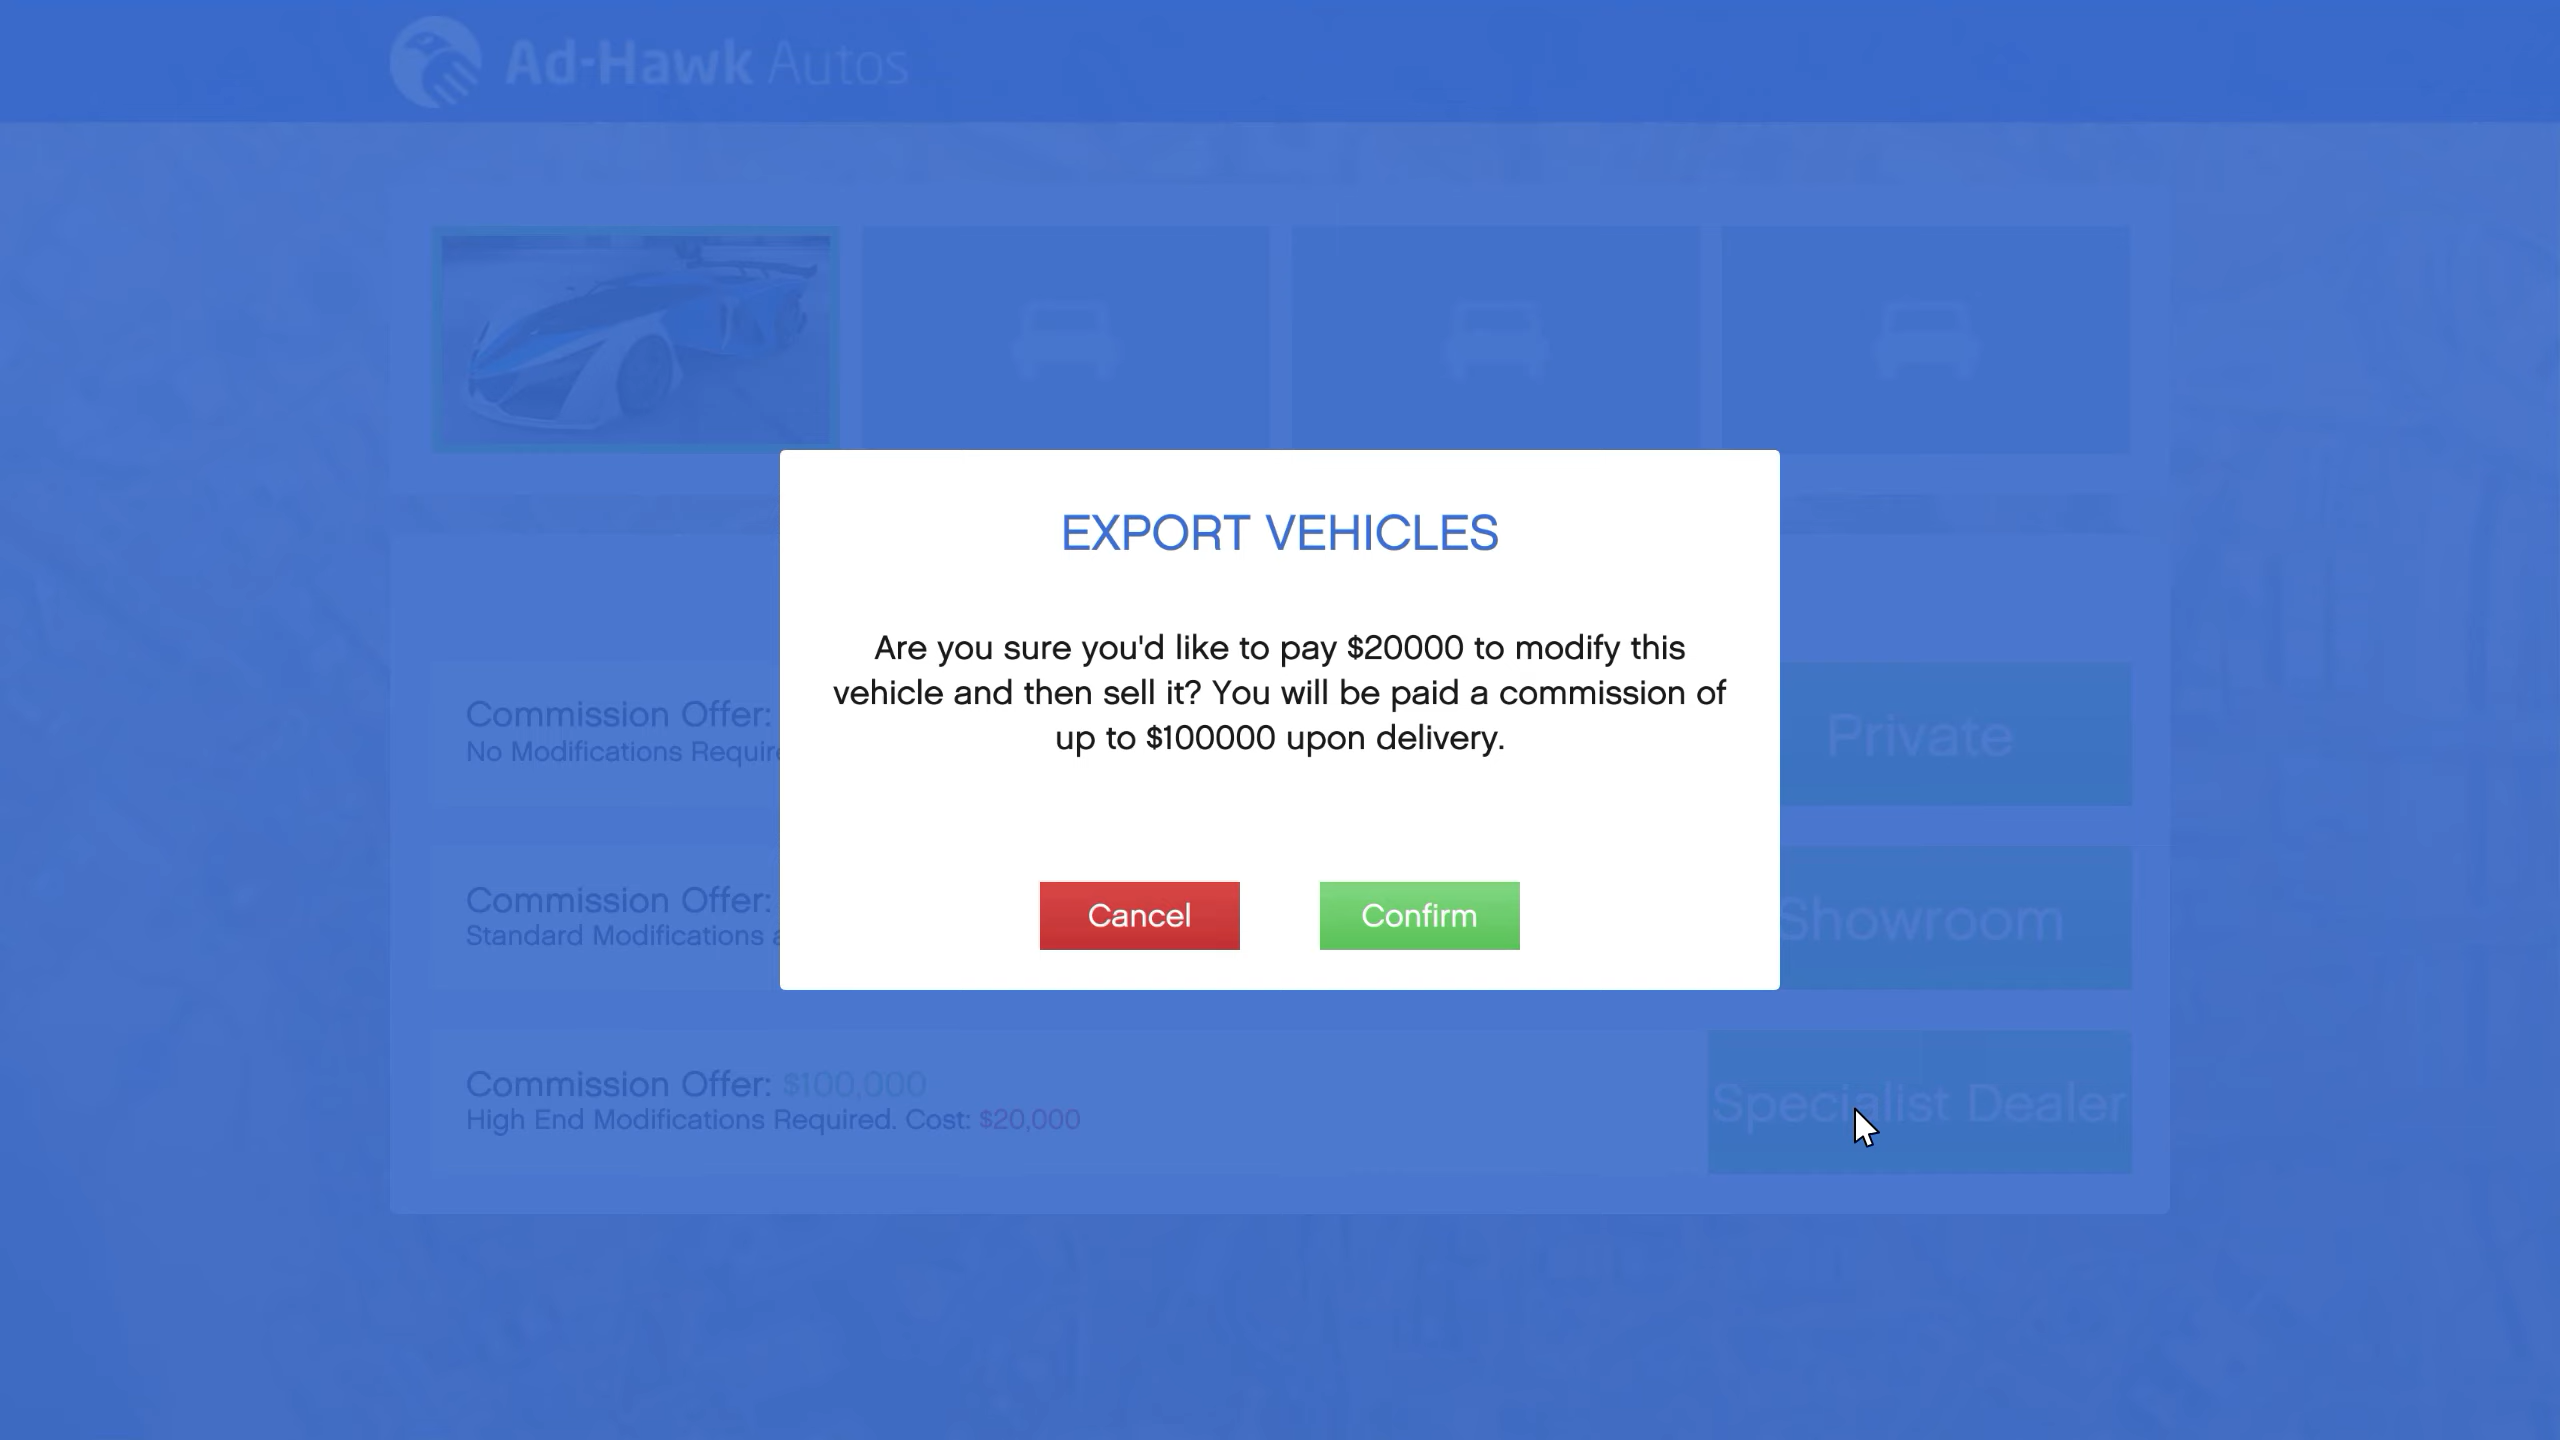 Ad-Hawk Autos
EXPORT VEHICLES
Are you sure you'd like to pay $20000 to modify this
vehicle and then sell it? You will be paid a commission of
up to $100000 upon delivery.
Cancel
Confirm
Commission Offer:
No Modifications
Private
Commission Offer:
Standard Modifications
Showroom
Commission Offer: $100,000
High End Modifications Required. Cost: $20,000
Specialist Dealer